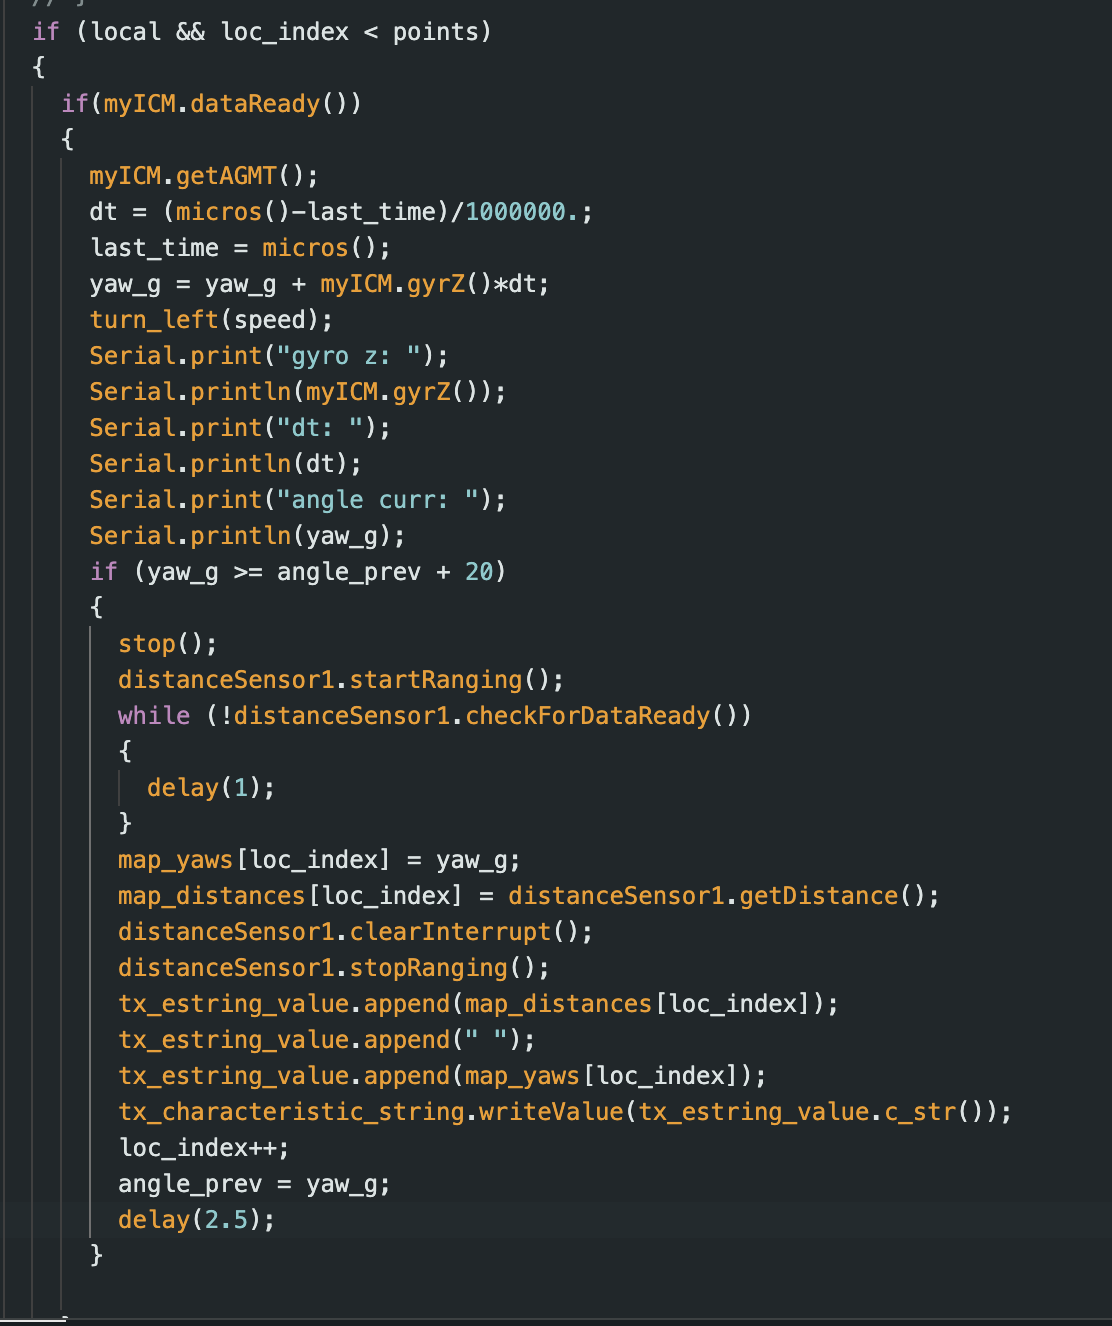 // }
if (local && loc_index < points)
{
if(myICM.dataReady())
{
myICM.getAGMT();
dt = (micros()-last_time)/1000000.;
last_time = micros();
yaw_g = yaw_g + myICM.gyrZ()*dt;
turn_left(speed);
Serial.print("gyro z: ");
Serial.println(myICM.gyrZ());
Serial.print("dt: ");
Serial.println(dt);
Serial.print("angle curr: ");
Serial.println(yaw_g);
if (yaw_g >= angle_prev + 20)
{
stop();
distanceSensor1.startRanging();
while (!distanceSensor1.checkForDataReady())
{
delay(1);
}
map_yaws[loc_index] = yaw_g;
map_distances[loc_index] = distanceSensor1.getDistance();
distanceSensor1.clearInterrupt();
distanceSensor1.stopRanging();
tx_estring_value.append(map_distances[loc_index]);
tx_estring_value.append(" ");
tx_estring_value.append(map_yaws[loc_index]);
tx_characteristic_string.writeValue(tx_estring_value.c_str());
loc_index++;
angle_prev = yaw_g;
delay(2.5);
}